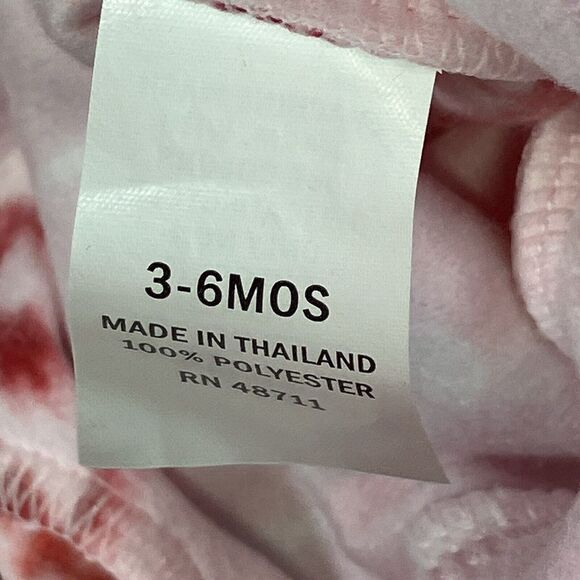 3-6MOS
MADE IN THAILAND
100% POLYESTER
RN 48711